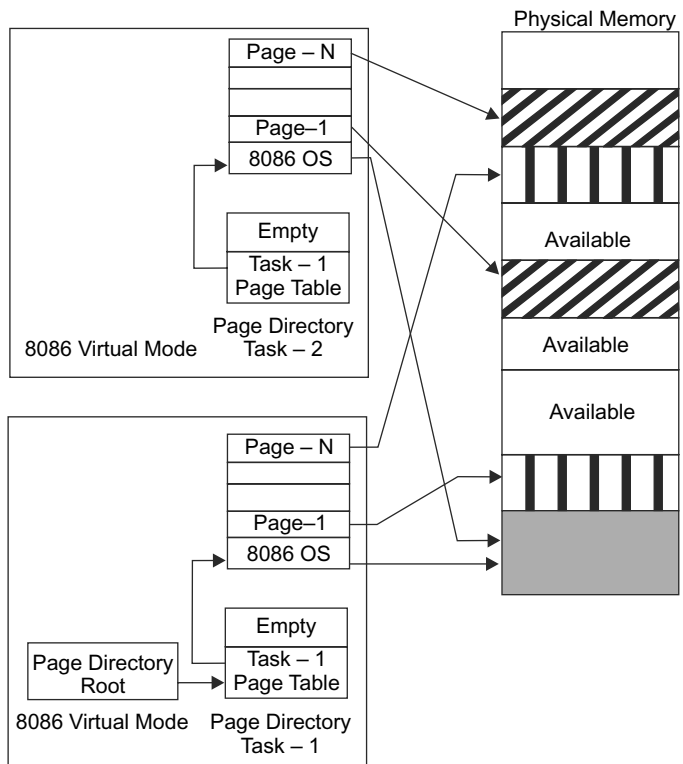 Physical Memory
Page – N
Page–1
8086 OS
Empty
Task – 1
Page Table
Page Directory
Task – 2
8086 Virtual Mode
Available
Available
Available
Page – N
Page–1
8086 OS
Empty
Task – 1
Page Table
Page Directory
Root
8086 Virtual Mode
Page Directory
Task – 1